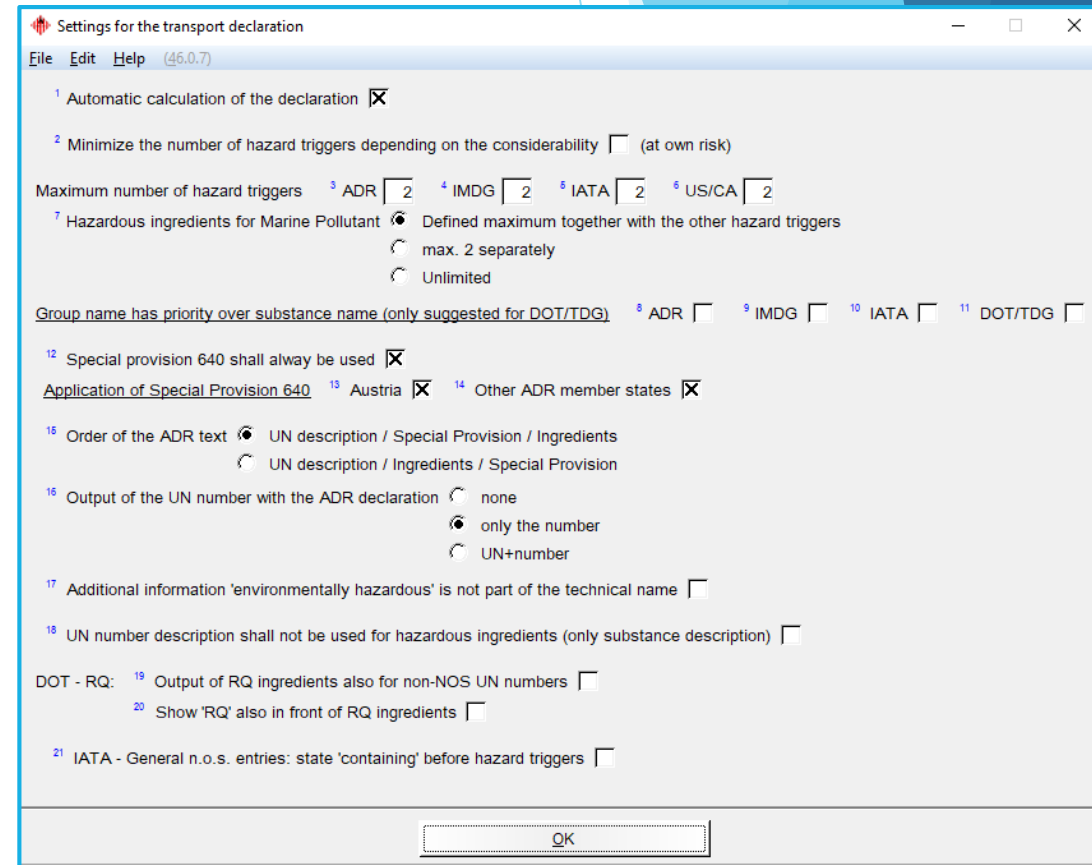 Settings for the transport declaration
File Edit Help (46.0.7)
1 Automatic calculation of the declaration
2 Minimize the number of hazard triggers depending on the considerability (at own risk)
Maximum number of hazard triggers 3 ADR 2 4 IMDG 2 5 IATA 2 6 US/CA 2
7 Hazardous ingredients for Marine Pollutant Defined maximum together with the other hazard triggers
max. 2 separately
Unlimited
Group name has priority over substance name (only suggested for DOT/TDG) 8 ADR 9 IMDG 10 IATA 11 DOT/TDG
12 Special provision 640 shall alway be used
Application of Special Provision 640 13 Austria 14 Other ADR member states
15 Order of the ADR text UN description / Special Provision / Ingredients
UN description / Ingredients / Special Provision
16 Output of the UN number with the ADR declaration none
only the number
UN+number
17 Additional information 'environmentally hazardous' is not part of the technical name
18 UN number description shall not be used for hazardous ingredients (only substance description)
DOT - RQ: 19 Output of RQ ingredients also for non-NOS UN numbers
20 Show 'RQ' also in front of RQ ingredients
21 IATA - General n.o.s. entries: state 'containing' before hazard triggers
OK